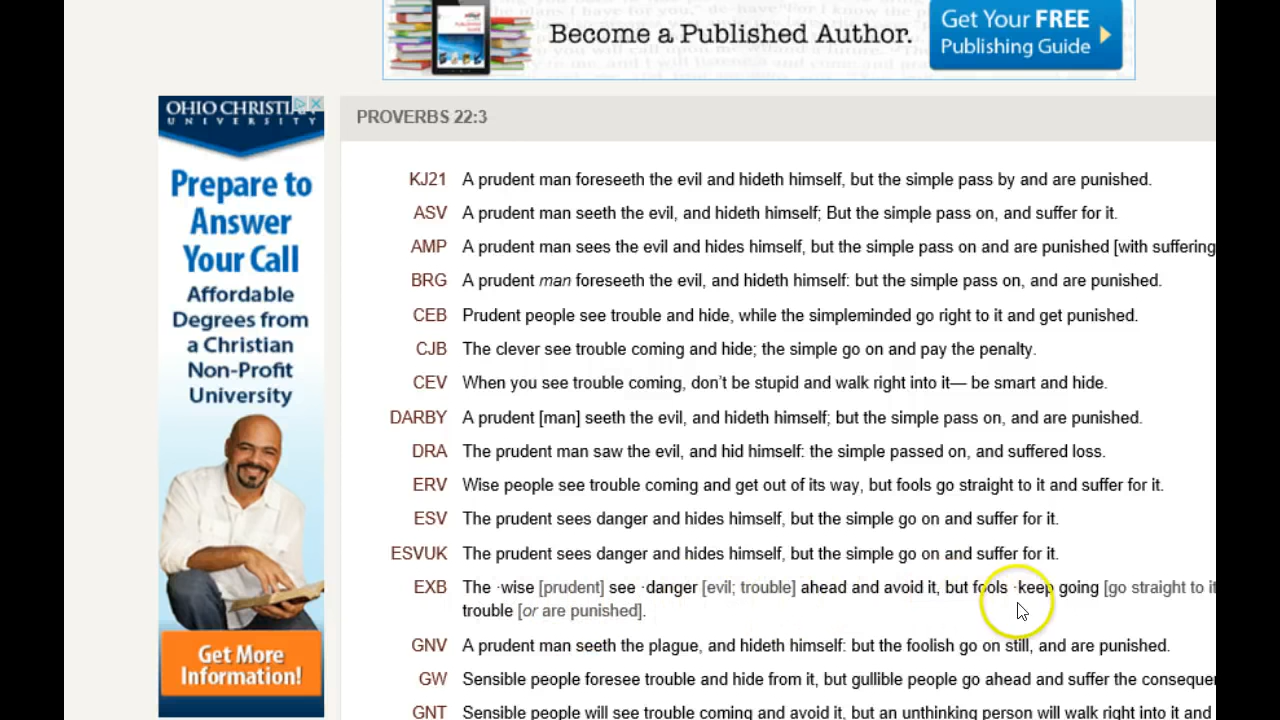 Become a Published Author.
Get Your FREE
Publishing Guide
OHIO CHRISTIAN
UNIVERSITY
Prepare to
Answer
Your Call
Affordable
Degrees from
a Christian
Non-Profit
University
Get More
Information!
PROVERBS 22:3
KJ21 A prudent man foreseeth the evil and hideth himself, but the simple pass by and are punished.
ASV A prudent man seeth the evil, and hideth himself; But the simple pass on, and suffer for it.
AMP A prudent man sees the evil and hides himself, but the simple pass on and are punished [with suffering
BRG A prudent man foreseeth the evil, and hideth himself: but the simple pass on, and are punished.
CEB Prudent people see trouble and hide, while the simpleminded go right to it and get punished.
CJB The clever see trouble coming and hide; the simple go on and pay the penalty.
CEV When you see trouble coming, don’t be stupid and walk right into it— be smart and hide.
DARBY A prudent [man] seeth the evil, and hideth himself; but the simple pass on, and are punished.
DRA The prudent man saw the evil, and hid himself: the simple passed on, and suffered loss.
ERV Wise people see trouble coming and get out of its way, but fools go straight to it and suffer for it.
ESV The prudent sees danger and hides himself, but the simple go on and suffer for it.
ESVUK The prudent sees danger and hides himself, but the simple go on and suffer for it.
EXB The ·wise [prudent] see ·danger [evil; trouble] ahead and avoid it, but fools ·keep going [go straight to it
trouble [or are punished].
GNV A prudent man seeth the plague, and hideth himself: but the foolish go on still, and are punished.
GW Sensible people foresee trouble and hide from it, but gullible people go ahead and suffer the consequen
GNT Sensible people will see trouble coming and avoid it, but an unthinking person will walk right into it and